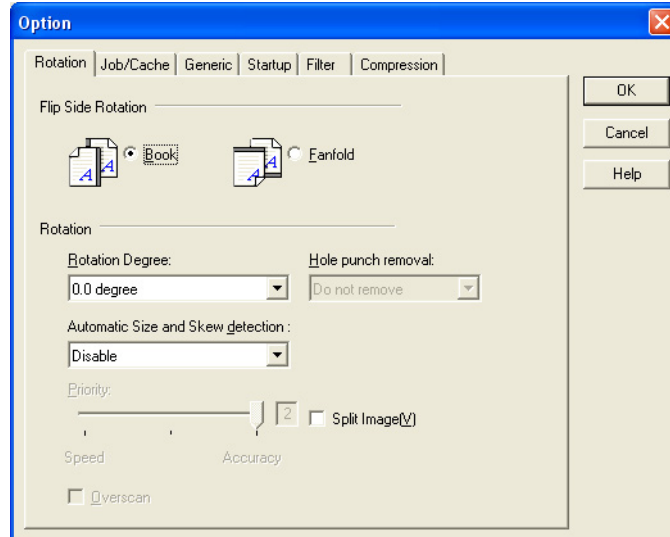 Option
Rotation Job/Cache Generic Startup Filter Compression
OK
Cancel
Help
Flip Side Rotation
A A Book A A Fanfold
Rotation
Rotation Degree: Hole punch removal:
0.0 degree Do not remove
Automatic Size and Skew detection :
Disable
Priority:
2 Split Image(V)
Speed Accuracy
Overscan